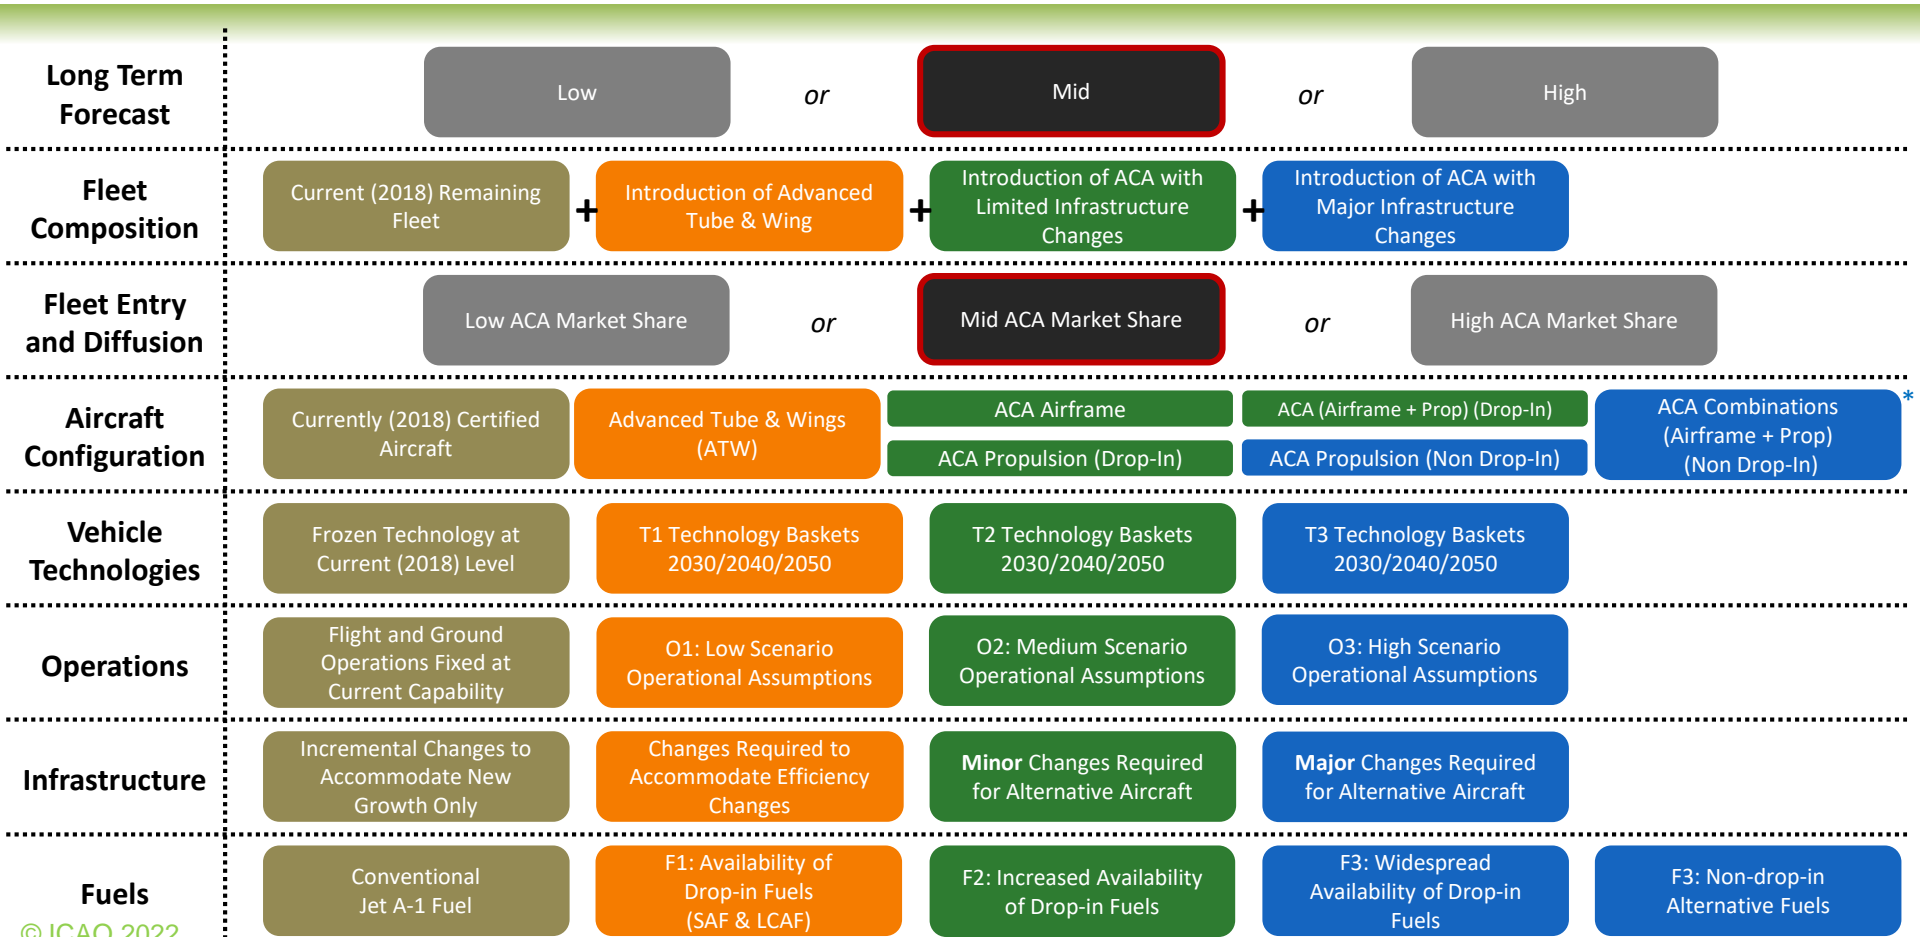 Long Term
Forecast
Low
or
Mid
or
High
Fleet
Composition
Current (2018) Remaining
Fleet
+
Introduction of Advanced
Tube & Wing
+
Introduction of ACA with
Limited Infrastructure
Changes
+
Introduction of ACA with
Major Infrastructure
Changes
Fleet Entry
and Diffusion
Low ACA Market Share
or
Mid ACA Market Share
or
High ACA Market Share
Aircraft
Configuration
Currently (2018) Certified
Aircraft
Advanced Tube & Wings
(ATW)
ACA Airframe
ACA Propulsion (Drop-In)
ACA (Airframe + Prop) (Drop-In)
ACA Propulsion (Non Drop-In)
ACA Combinations
(Airframe + Prop)
(Non Drop-In)
*
Vehicle
Technologies
Frozen Technology at
Current (2018) Level
T1 Technology Baskets
2030/2040/2050
T2 Technology Baskets
2030/2040/2050
T3 Technology Baskets
2030/2040/2050
Operations
Flight and Ground
Operations Fixed at
Current Capability
O1: Low Scenario
Operational Assumptions
O2: Medium Scenario
Operational Assumptions
O3: High Scenario
Operational Assumptions
Infrastructure
Incremental Changes to
Accommodate New
Growth Only
Changes Required to
Accommodate Efficiency
Changes
Minor Changes Required
for Alternative Aircraft
Major Changes Required
for Alternative Aircraft
Fuels
Conventional
Jet A-1 Fuel
F1: Availability of
Drop-in Fuels
(SAF & LCAF)
F2: Increased Availability
of Drop-in Fuels
F3: Widespread
Availability of Drop-in
Fuels
F3: Non-drop-in
Alternative Fuels
© ICAO 2022